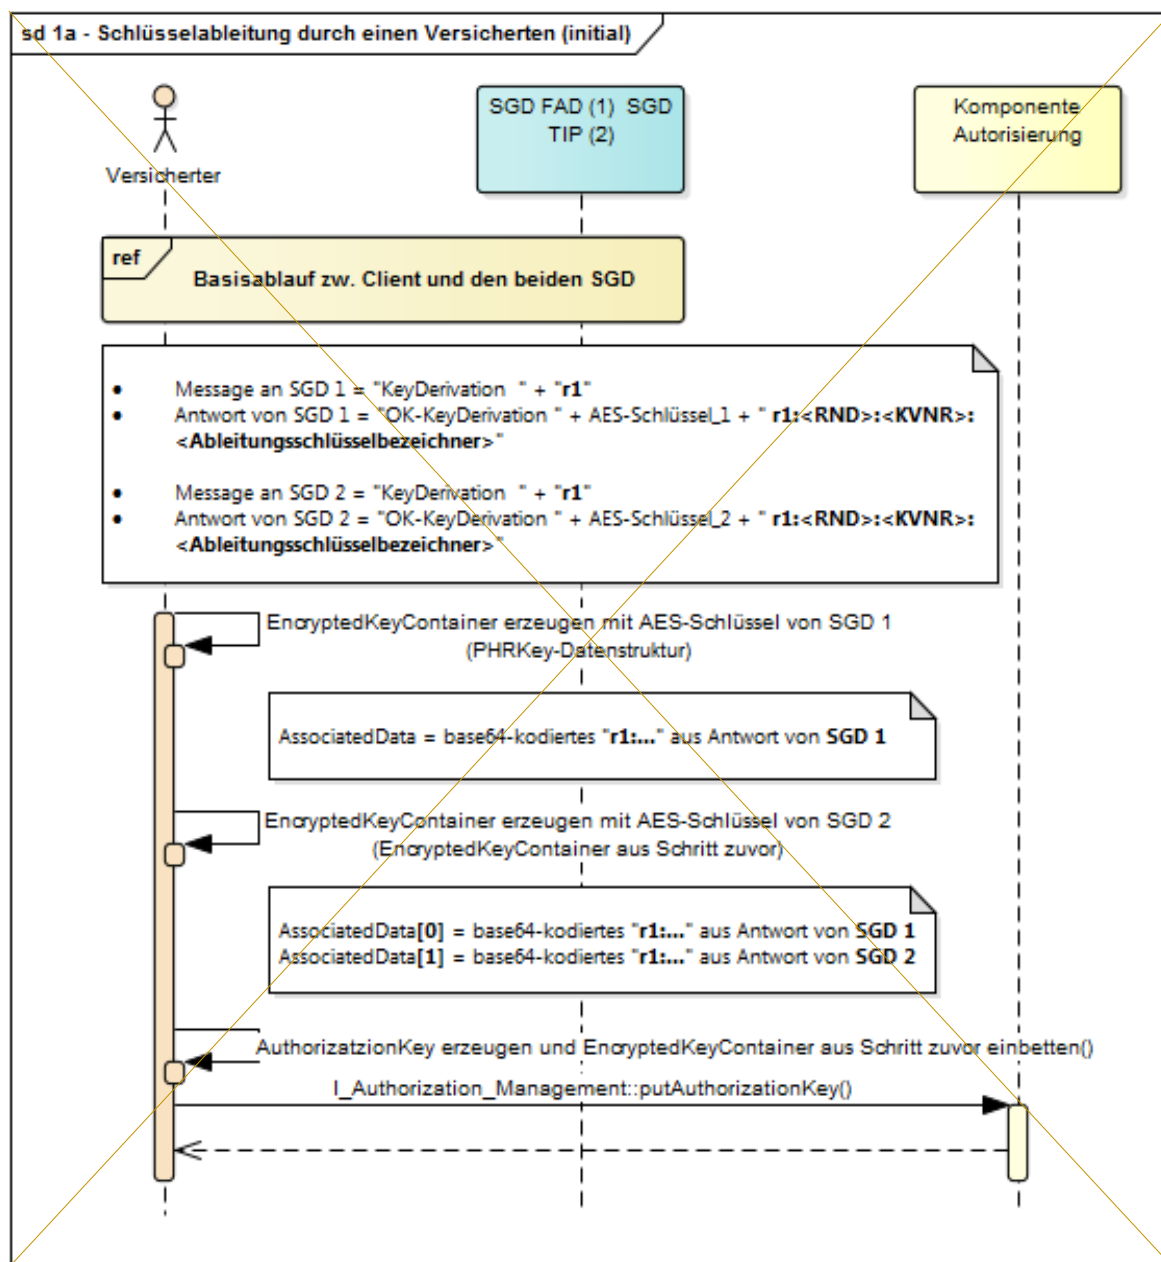 sd 1a - Schlüsselableitung durch einen Versicherten (initial)
SGD FAD (1)  SGD
TIP (2)
Komponente
Autorisierung
Versicherter
ref
Basisablauf zw. Client und den beiden SGD
• Message an SGD 1 = "KeyDerivation  " + "r1"
• Antwort von SGD 1 = "OK-KeyDerivation " + AES-Schlüssel_1 + " r1:<RND>:<KVNR>:
<Ableitungsschlüsselbezeichner>"
• Message an SGD 2 = "KeyDerivation  " + "r1"
• Antwort von SGD 2 = "OK-KeyDerivation " + AES-Schlüssel_2 + " r1:<RND>:<KVNR>:
<Ableitungsschlüsselbezeichner>"
EncryptedKeyContainer erzeugen mit AES-Schlüssel von SGD 1
(PHRKey-Datenstruktur)
AssociatedData = base64-kodiertes "r1:..." aus Antwort von SGD 1
EncryptedKeyContainer erzeugen mit AES-Schlüssel von SGD 2
(EncryptedKeyContainer aus Schritt zuvor)
AssociatedData[0] = base64-kodiertes "r1:..." aus Antwort von SGD 1
AssociatedData[1] = base64-kodiertes "r1:..." aus Antwort von SGD 2
AuthorizatzionKey erzeugen und EncryptedKeyContainer aus Schritt zuvor einbetten()
I_Authorization_Management::putAuthorizationKey()